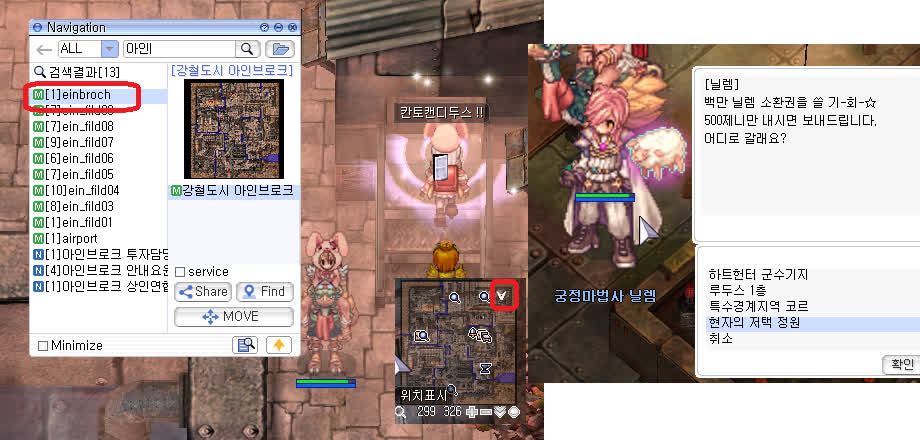 Navigation
ALL
아인
검색결과[13]
[강철도시 아인브로크]
[1]einbroch
[7]ein_fild08
[9]ein_fild07
[6]ein_fild06
[7]ein_fild05
[10]ein_fild04
[8]ein_fild03
[1]ein_fild01
[1]airport
[1]아인브로크 투자담당
[4]아인브로크 안내요원
[1]아인브로크 상인연합
강철도시 아인브로크
service
Share
Find
MOVE
Minimize
칸토캔디두스 !!
위치표시
299 326
궁정마법사 닐렘
[닐렘]
백만 닐렘 소환권을 쓸 기-회-☆
500제니만 내시면 보내드립니다.
어디로 갈래요?
하트헌터 군수기지
루두스 1층
특수경계지역 코르
현자의 저택 정원
취소
확인